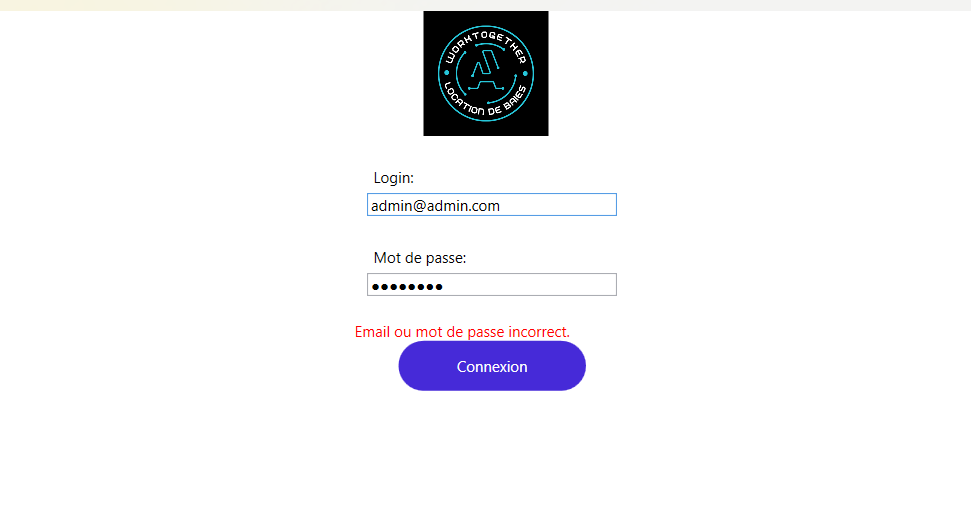 WORKTOGETHER
LOCATION DE BAIES
Login:
admin@admin.com
Mot de passe:
••••••••
Email ou mot de passe incorrect.
Connexion